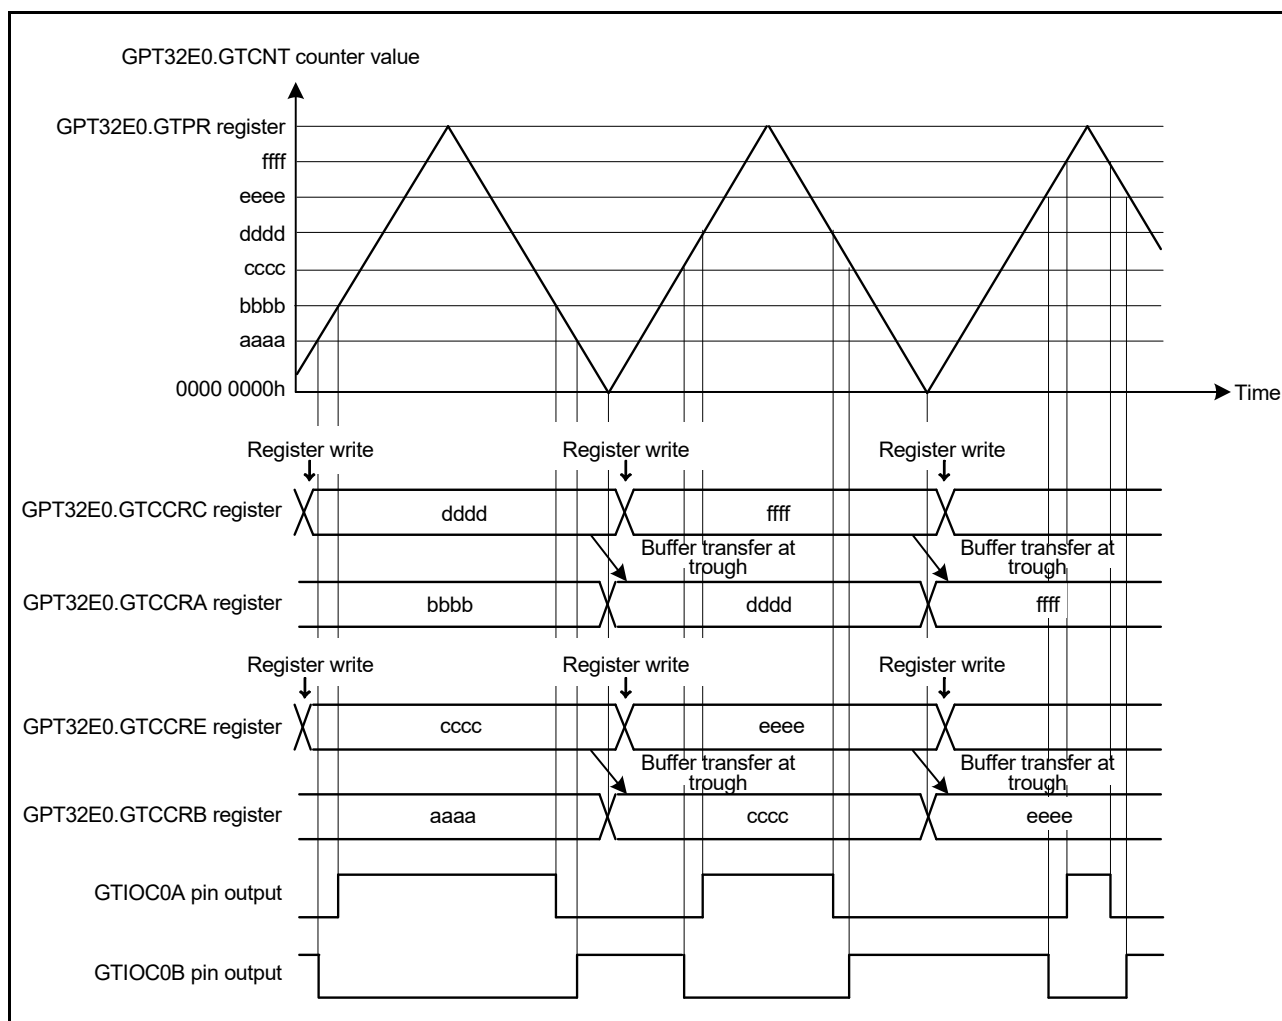 GPT32E0.GTCNT counter value
GPT32E0.GTPR register
ffff
eeee
dddd
cccc
bbbb
aaaa
0000 0000h
Time
Register write Register write Register write
GPT32E0.GTCCRC register dddd ffff
Buffer transfer at Buffer transfer at
trough trough
GPT32E0.GTCCRA register bbbb dddd ffff
Register write Register write Register write
GPT32E0.GTCCRE register cccc eeee
Buffer transfer at Buffer transfer at
trough trough
GPT32E0.GTCCRB register aaaa cccc eeee
GTIOC0A pin output
GTIOC0B pin output